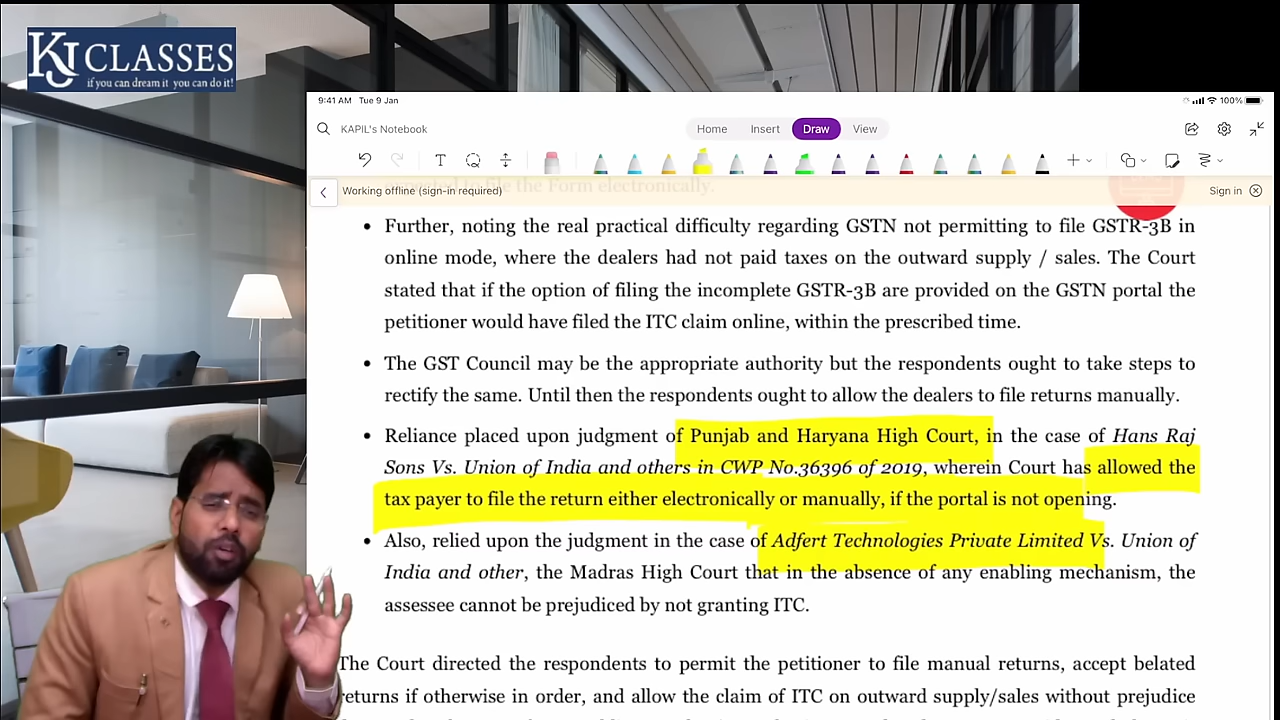 KJ CLASSES
if you can dream it you can do it!
9:41 AM Tue 9 Jan
100%
KAPIL's Notebook
Home Insert Draw View
to file the Form electronically.
Working offline (sign-in required)
Sign in
• Further, noting the real practical difficulty regarding GSTN not permitting to file GSTR-3B in
online mode, where the dealers had not paid taxes on the outward supply / sales. The Court
stated that if the option of filing the incomplete GSTR-3B are provided on the GSTN portal the
petitioner would have filed the ITC claim online, within the prescribed time.
• The GST Council may be the appropriate authority but the respondents ought to take steps to
rectify the same. Until then the respondents ought to allow the dealers to file returns manually.
• Reliance placed upon judgment of Punjab and Haryana High Court, in the case of Hans Raj
Sons Vs. Union of India and others in CWP No.36396 of 2019, wherein Court has allowed the
tax payer to file the return either electronically or manually, if the portal is not opening.
• Also, relied upon the judgment in the case of Adfert Technologies Private Limited Vs. Union of
India and other, the Madras High Court that in the absence of any enabling mechanism, the
assessee cannot be prejudiced by not granting ITC.
The Court directed the respondents to permit the petitioner to file manual returns, accept belated
returns if otherwise in order, and allow the claim of ITC on outward supply/sales without prejudice